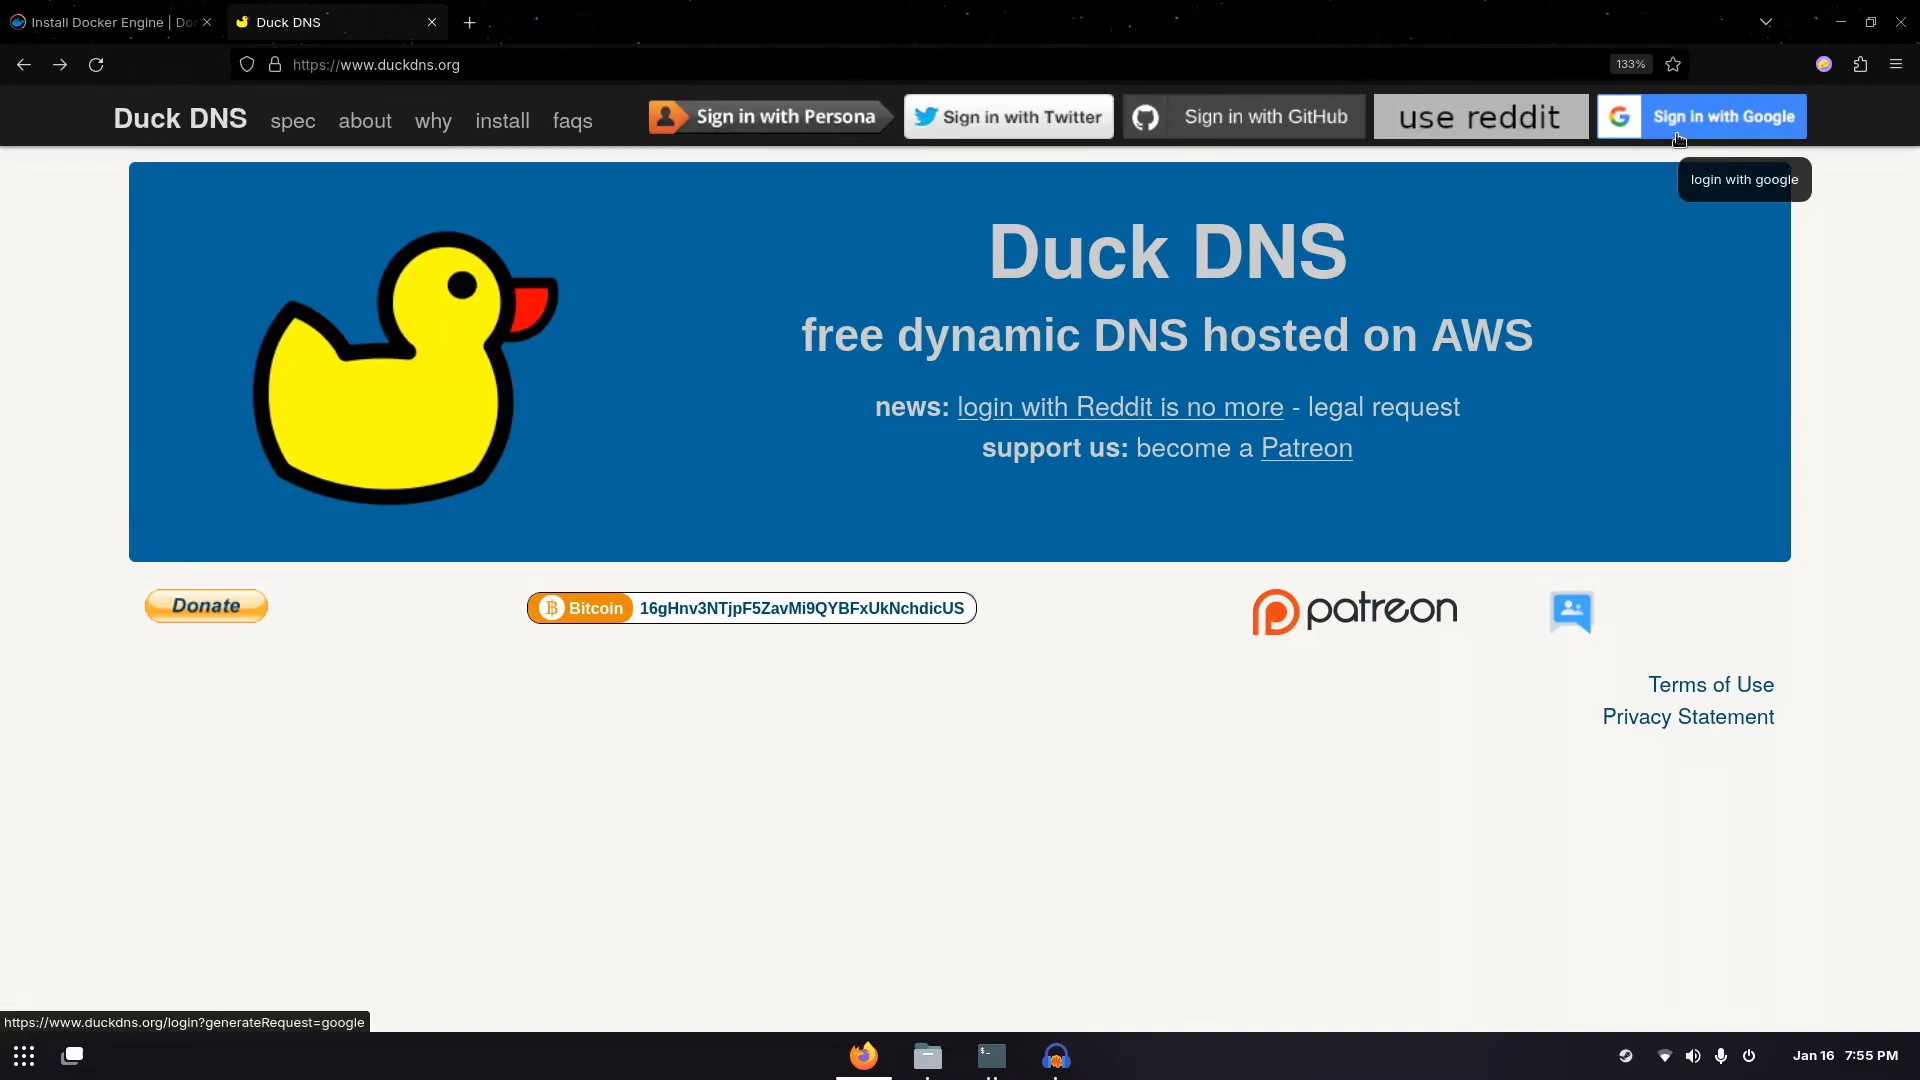 Install Docker Engine | Do
Duck DNS
https://www.duckdns.org
133%
Duck DNS
spec
about
why
install
faqs
Sign in with Persona
Sign in with Twitter
Sign in with GitHub
use reddit
Sign in with Google
login with google
Duck DNS
free dynamic DNS hosted on AWS
news: login with Reddit is no more - legal request
support us: become a Patreon
Donate
Bitcoin 16gHnv3NTjpF5ZavMi9QYBFxUkNchdicUS
patreon
Terms of Use
Privacy Statement
https://www.duckdns.org/login?generateRequest=google
Jan 16 7:55 PM